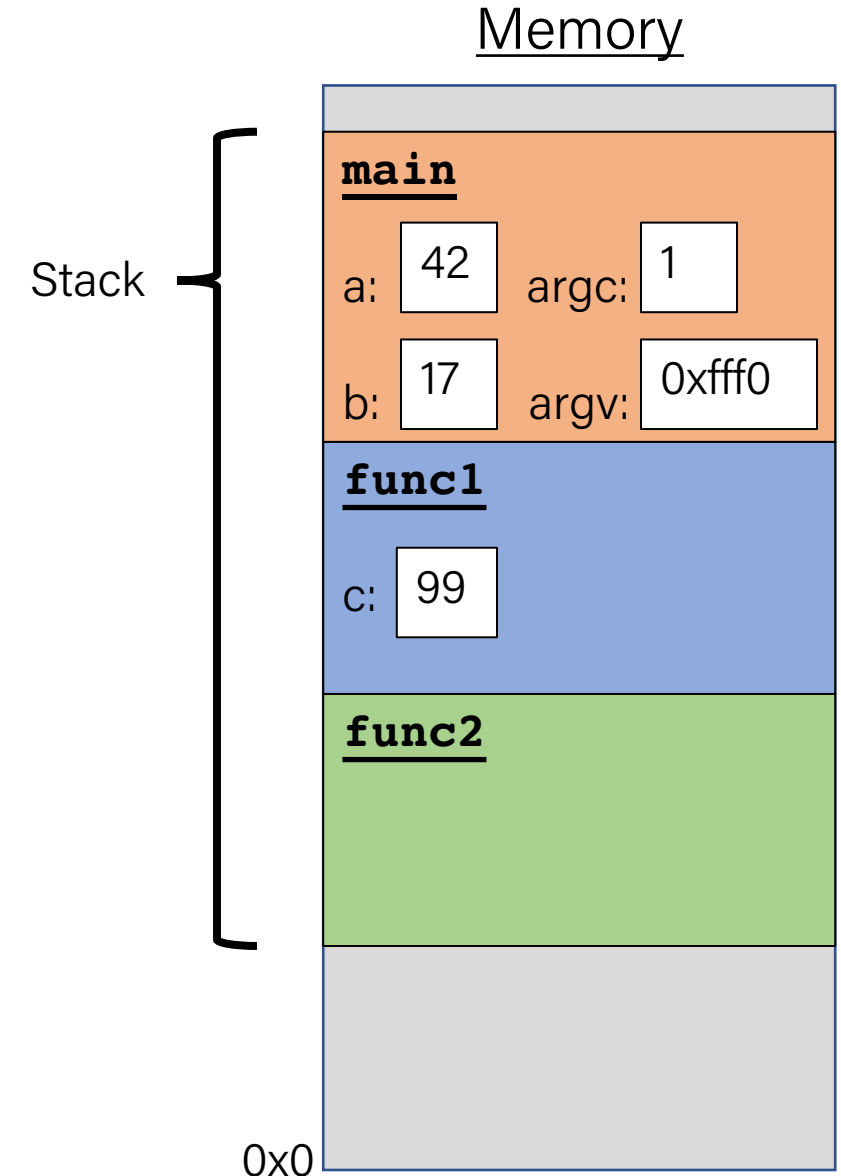 Memory
Stack
main
a: 42 argc: 1
b: 17 argv: 0xfff0
func1
c: 99
func2
0x0